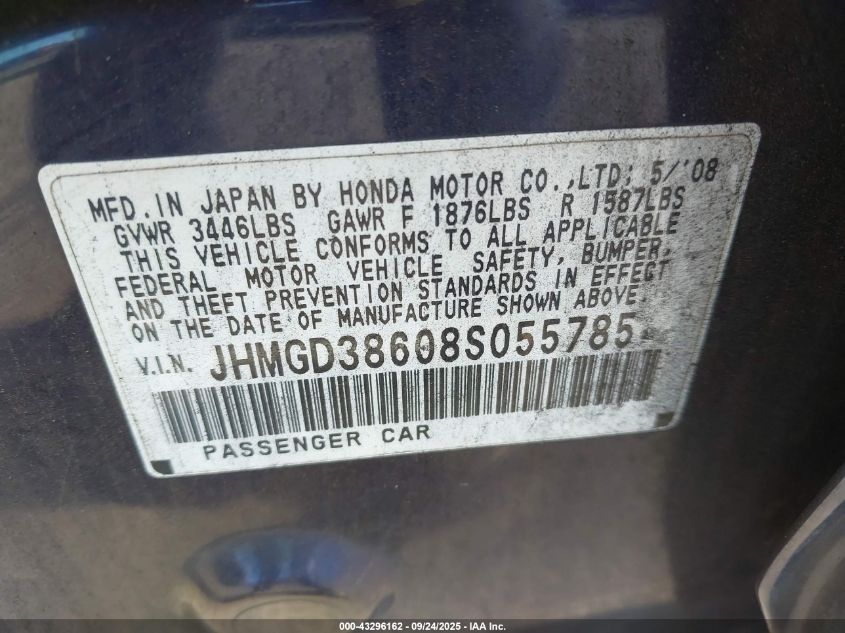 MFD. IN JAPAN BY HONDA MOTOR CO.,LTD; 5/'08
GVWR 3446LBS GAWR F 1876LBS R 1587LBS
THIS VEHICLE CONFORMS TO ALL APPLICABLE
FEDERAL MOTOR VEHICLE SAFETY, BUMPER,
AND THEFT PREVENTION STANDARDS IN EFFECT
ON THE DATE OF MANUFACTURE SHOWN ABOVE.
V.I.N. JHMGD38608S055785
PASSENGER CAR
000-43296162 - 09/24/2025 - IAA Inc.